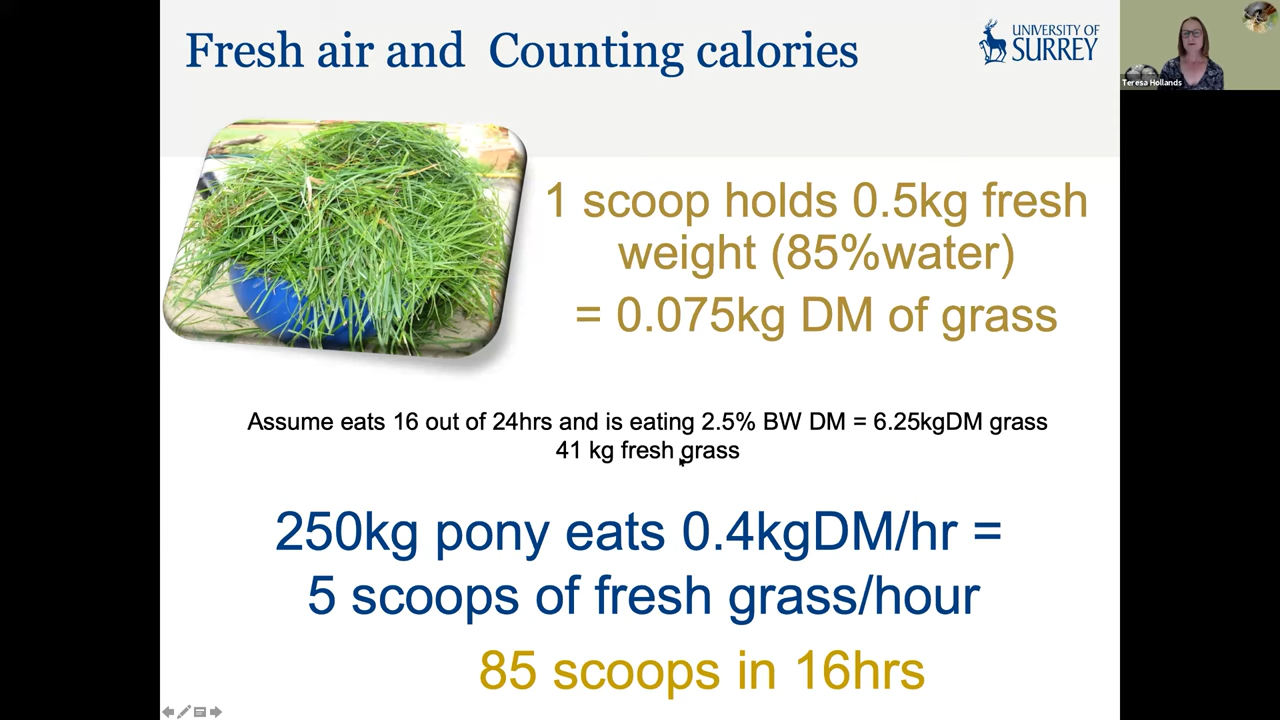 Fresh air and Counting calories
UNIVERSITY OF
SURREY
Teresa Hollands
1 scoop holds 0.5kg fresh
weight (85%water)
= 0.075kg DM of grass
Assume eats 16 out of 24hrs and is eating 2.5% BW DM = 6.25kgDM grass
41 kg fresh grass
250kg pony eats 0.4kgDM/hr =
5 scoops of fresh grass/hour
85 scoops in 16hrs